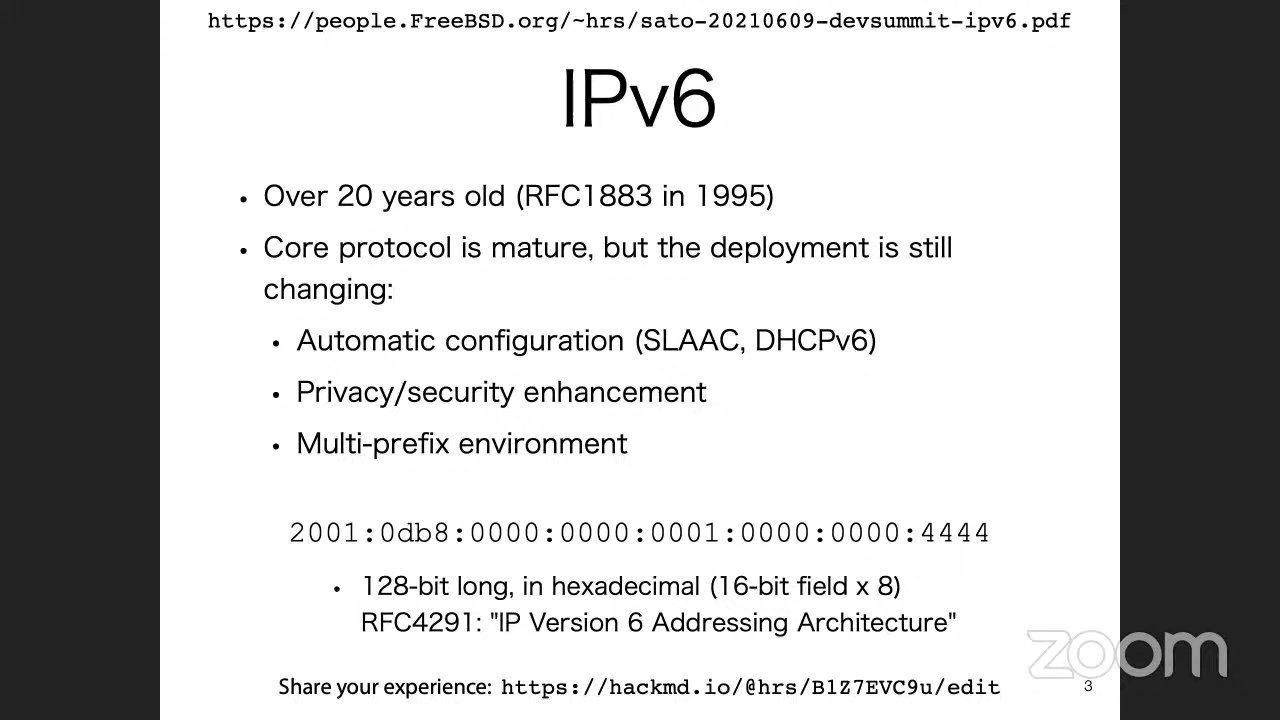 https://people.FreeBSD.org/~hrs/sato-20210609-devsummit-ipv6.pdf
IPv6
• Over 20 years old (RFC1883 in 1995)
• Core protocol is mature, but the deployment is still
changing:
• Automatic configuration (SLAAC, DHCPv6)
• Privacy/security enhancement
• Multi-prefix environment
2001:0db8:0000:0000:0001:0000:0000:4444
• 128-bit long, in hexadecimal (16-bit field x 8)
RFC4291: "IP Version 6 Addressing Architecture"
zoom
Share your experience: https://hackmd.io/@hrs/B1Z7EVC9u/edit
3